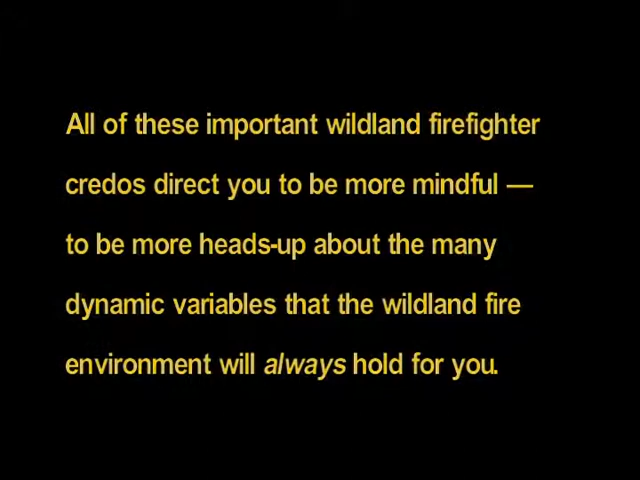 All of these important wildland firefighter
credos direct you to be more mindful —
to be more heads-up about the many
dynamic variables that the wildland fire
environment will always hold for you.